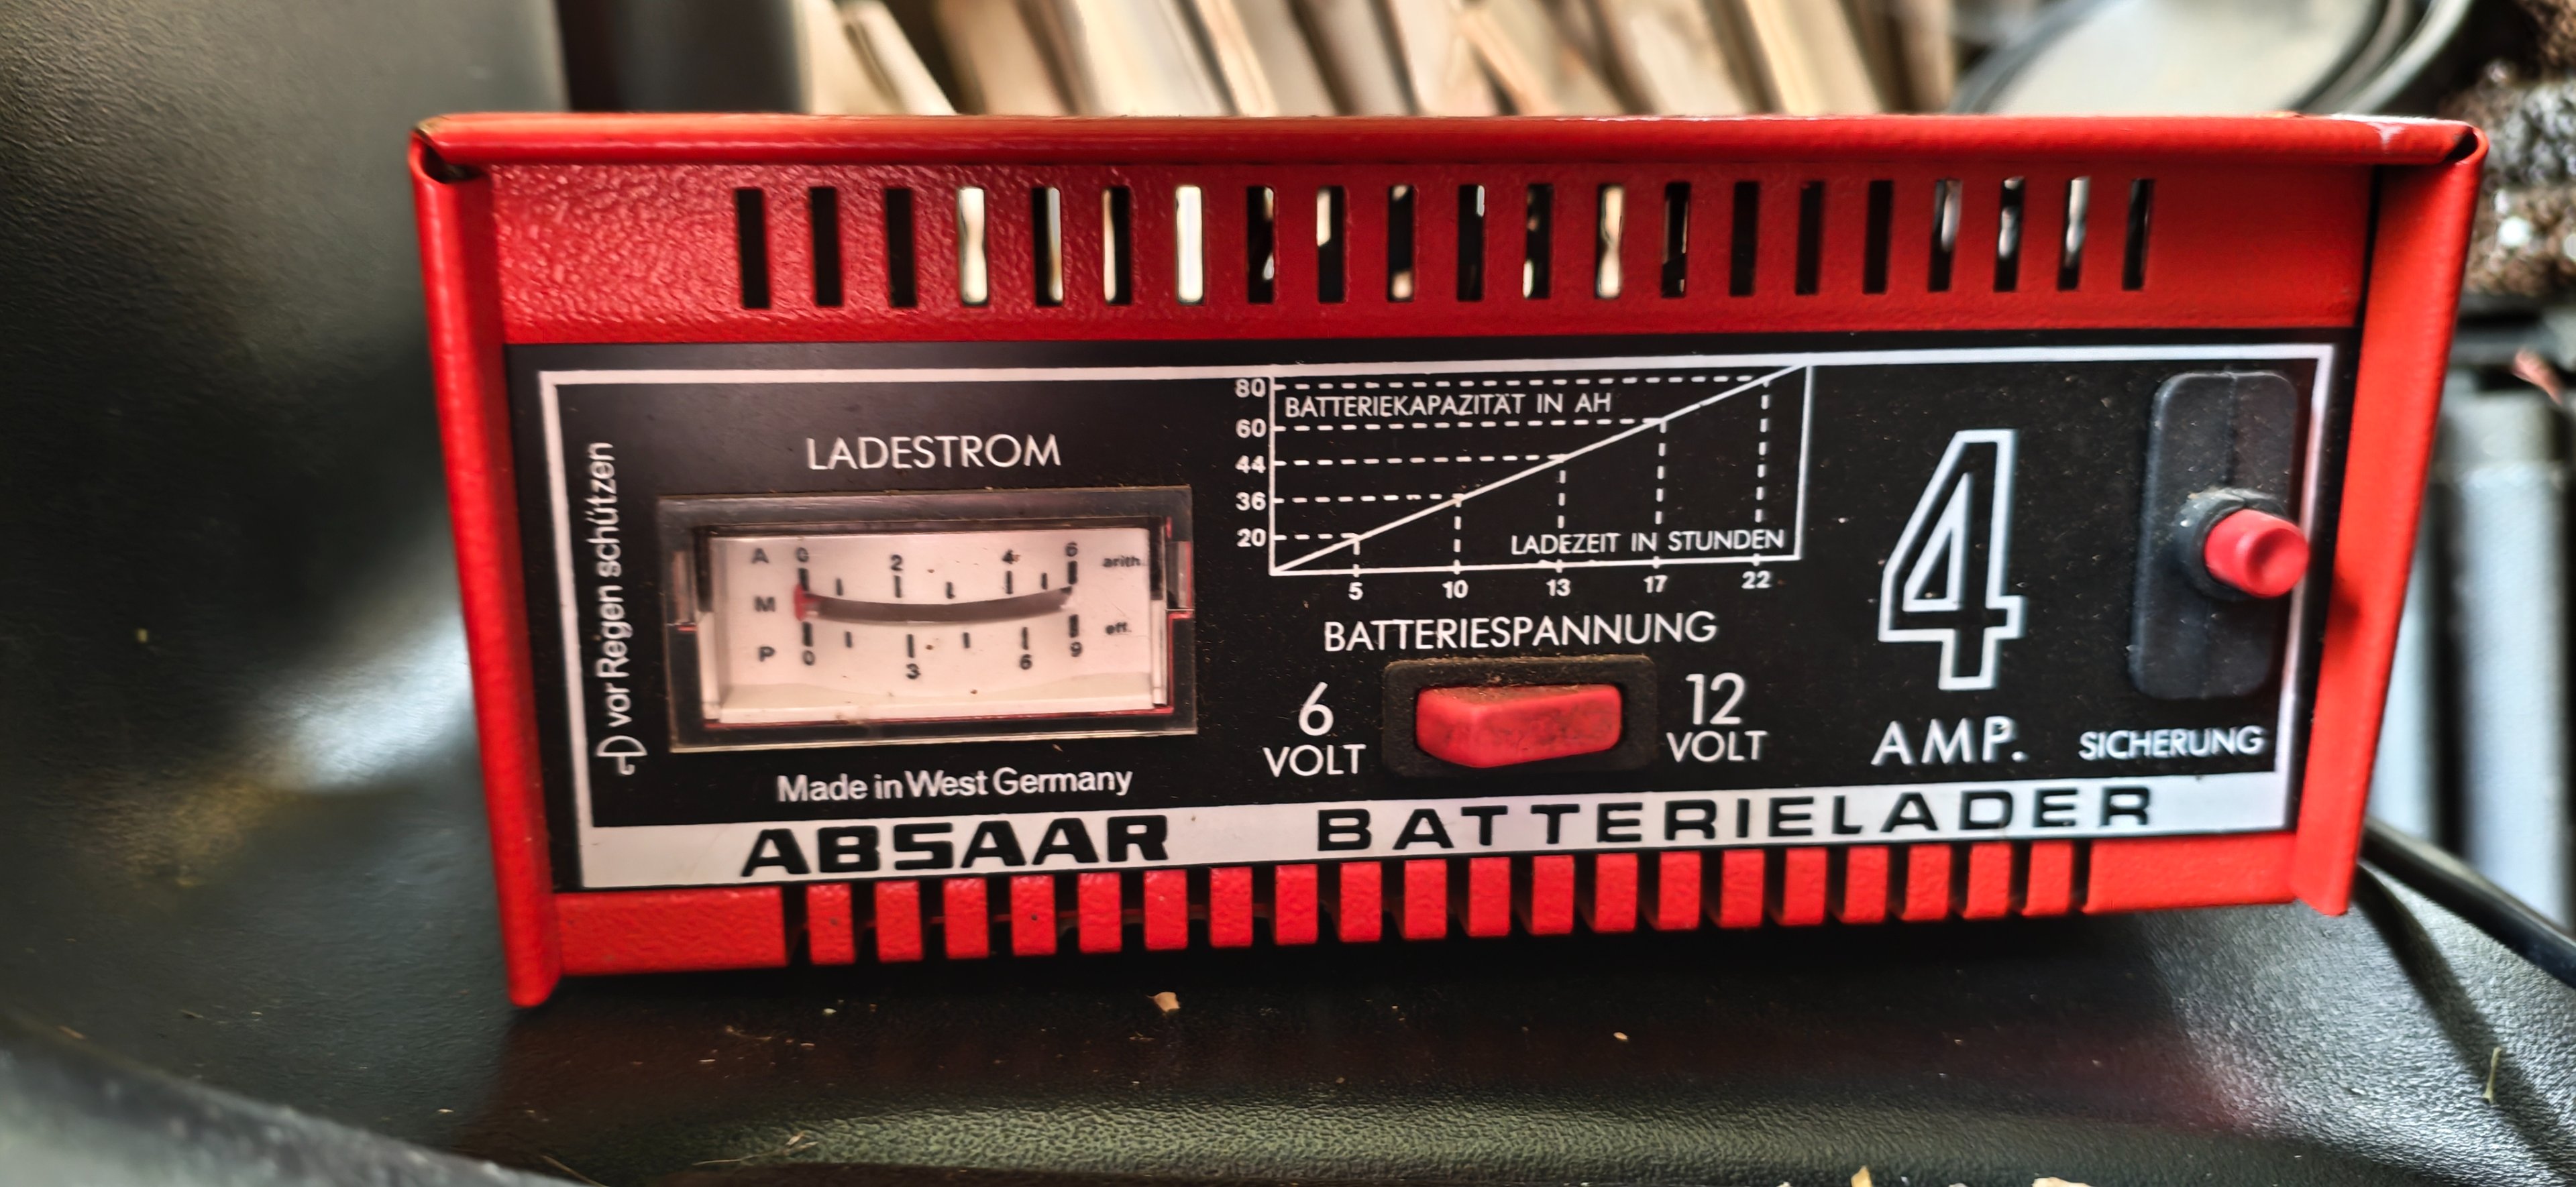 vor Regen schützen
LADESTROM
A 0 2 4 6 arith.
M
eff.
P 0 3 6 9
Made in West Germany
80
BATTERIEKAPAZITÄT IN AH
60
44
36
20
LADEZEIT IN STUNDEN
5 10 13 17 22
BATTERIESPANNUNG
6
VOLT
12
VOLT
4
AMP.
SICHERUNG
ABSAAR BATTERIELADER